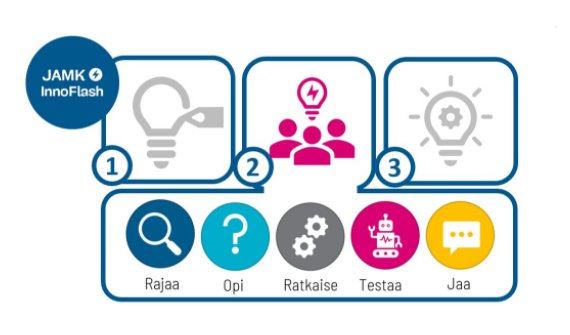 JAMK
InnoFlash
1
2
3
?
Rajaa
Opi
Ratkaise
Testaa
Jaa